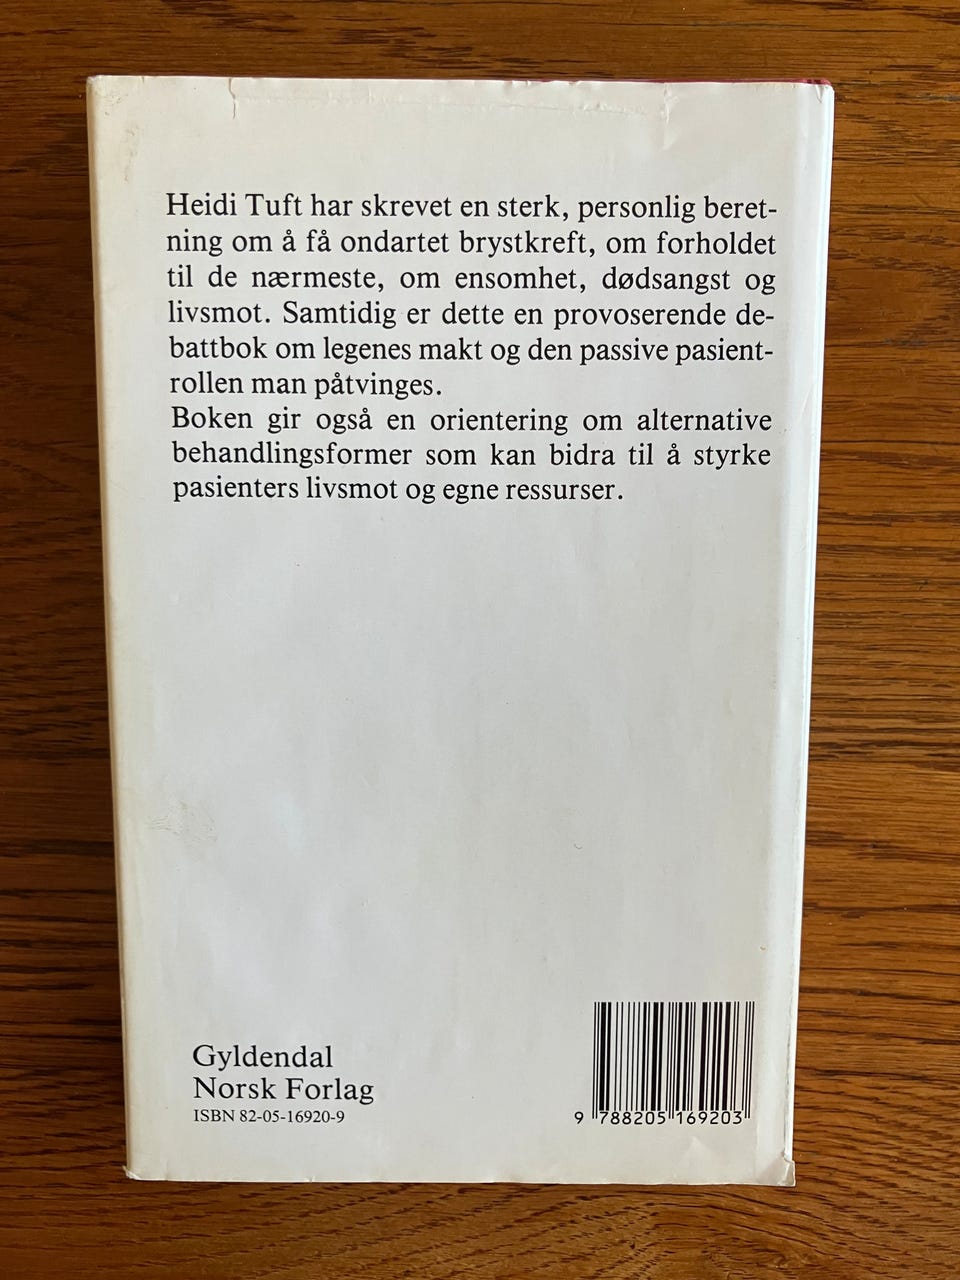 Heidi Tuft har skrevet en sterk, personlig beret-
ning om å få ondartet brystkreft, om forholdet
til de nærmeste, om ensomhet, dødsangst og
livsmot. Samtidig er dette en provoserende de-
battbok om legenes makt og den passive pasient-
rollen man påtvinges.
Boken gir også en orientering om alternative
behandlingsformer som kan bidra til å styrke
pasienters livsmot og egne ressurser.
Gyldendal
Norsk Forlag
ISBN 82-05-16920-9
9 788205 169203